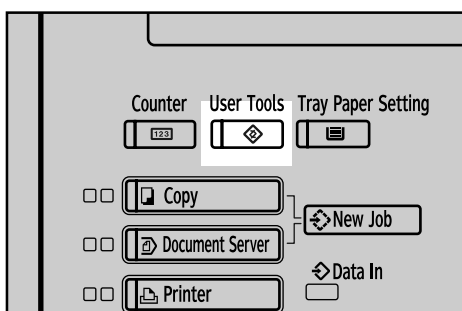 Counter User Tools Tray Paper Setting
123
Copy
New Job
Document Server
Data In
Printer